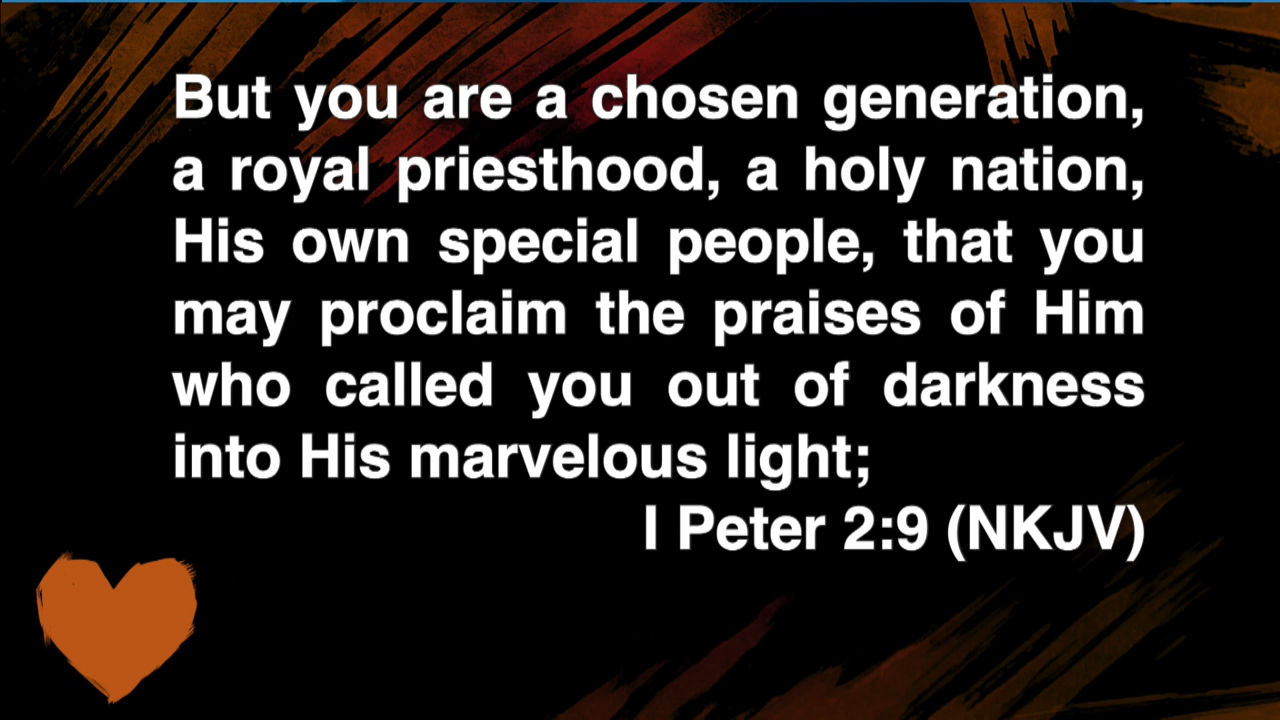 But you are a chosen generation,
a royal priesthood, a holy nation,
His own special people, that you
may proclaim the praises of Him
who called you out of darkness
into His marvelous light;
I Peter 2:9 (NKJV)